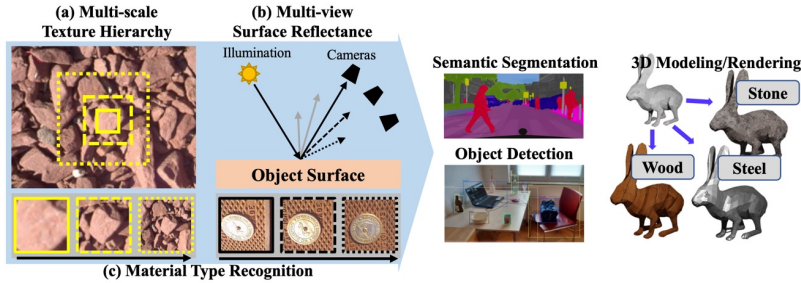 (a) Multi-scale
Texture Hierarchy
(b) Multi-view
Surface Reflectance
Illumination
Cameras
Object Surface
(c) Material Type Recognition
Semantic Segmentation
Object Detection
3D Modeling/Rendering
Stone
Wood
Steel